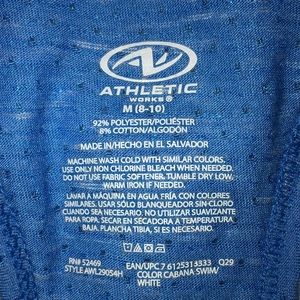 ATHLETIC
WORKS®
M (8-10)
92% POLYESTER/POLIÉSTER
8% COTTON/ALGODÓN
MADE IN/HECHO EN EL SALVADOR
MACHINE WASH COLD WITH SIMILAR COLORS.
USE ONLY NON CHLORINE BLEACH WHEN NEEDED.
DO NOT USE FABRIC SOFTENER. TUMBLE DRY LOW.
WARM IRON IF NEEDED.
LAVAR A MÁQUINA EN AGUA FRÍA CON COLORES
SIMILARES. USAR SÓLO BLANQUEADOR SIN-CLORO
CUANDO SEA NECESARIO. NO UTILIZAR SUAVIZANTE
PARA ROPA. SECAR EN SECADORA A TEMPERATURA
BAJA. PLANCHA TIBIA, SI ES NECESARIO.
RN# 52469
STYLE AWL29054H
EAN/UPC 7 6125313333 Q29
COLOR CABANA SWIM/
WHITE